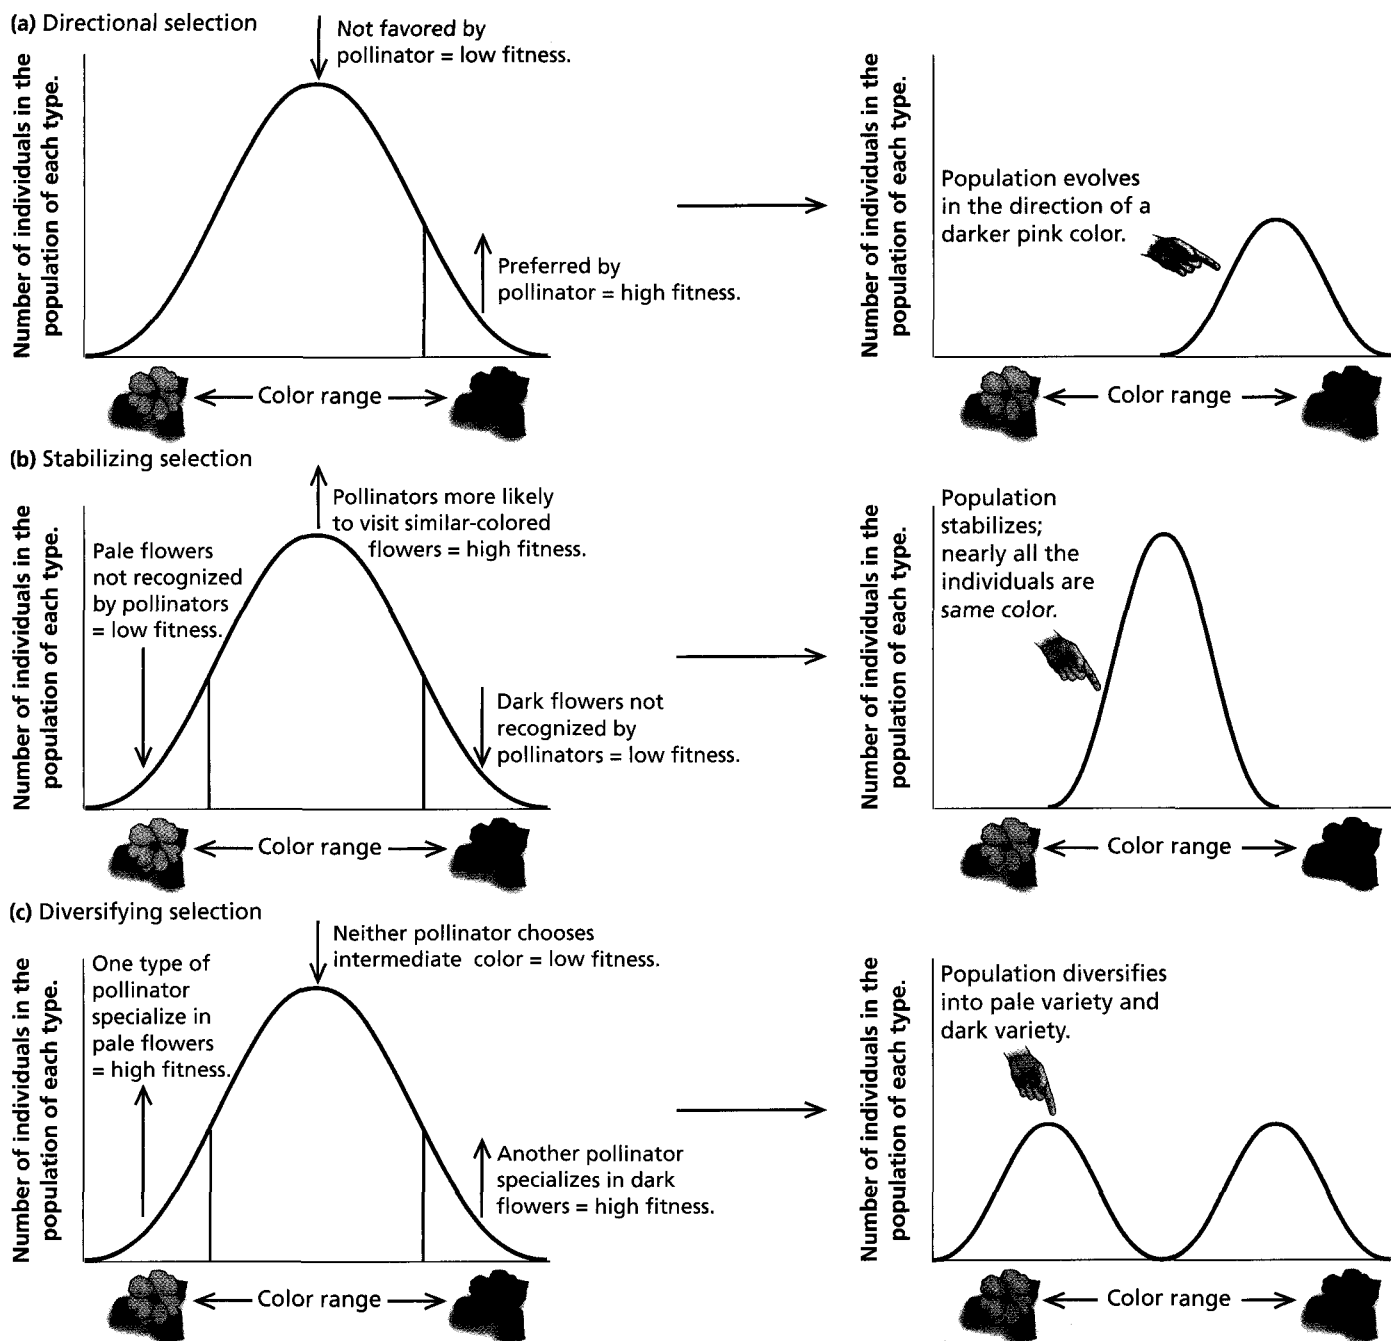 (a) Directional selection
Not favored by
pollinator = low fitness.
Number of individuals in the
population of each type.
Preferred by
pollinator = high fitness.
Color range
Number of individuals in the
population of each type.
Population evolves
in the direction of a
darker pink color.
Color range
(b) Stabilizing selection
Pollinators more likely
to visit similar-colored
flowers = high fitness.
Number of individuals in the
population of each type.
Pale flowers
not recognized
by pollinators
= low fitness.
Dark flowers not
recognized by
pollinators = low fitness.
Color range
Number of individuals in the
population of each type.
Population
stabilizes;
nearly all the
individuals are
same color.
Color range
(c) Diversifying selection
Neither pollinator chooses
intermediate color = low fitness.
Number of individuals in the
population of each type.
One type of
pollinator
specialize in
pale flowers
= high fitness.
Another pollinator
specializes in dark
flowers = high fitness.
Color range
Number of individuals in the
population of each type.
Population diversifies
into pale variety and
dark variety.
Color range